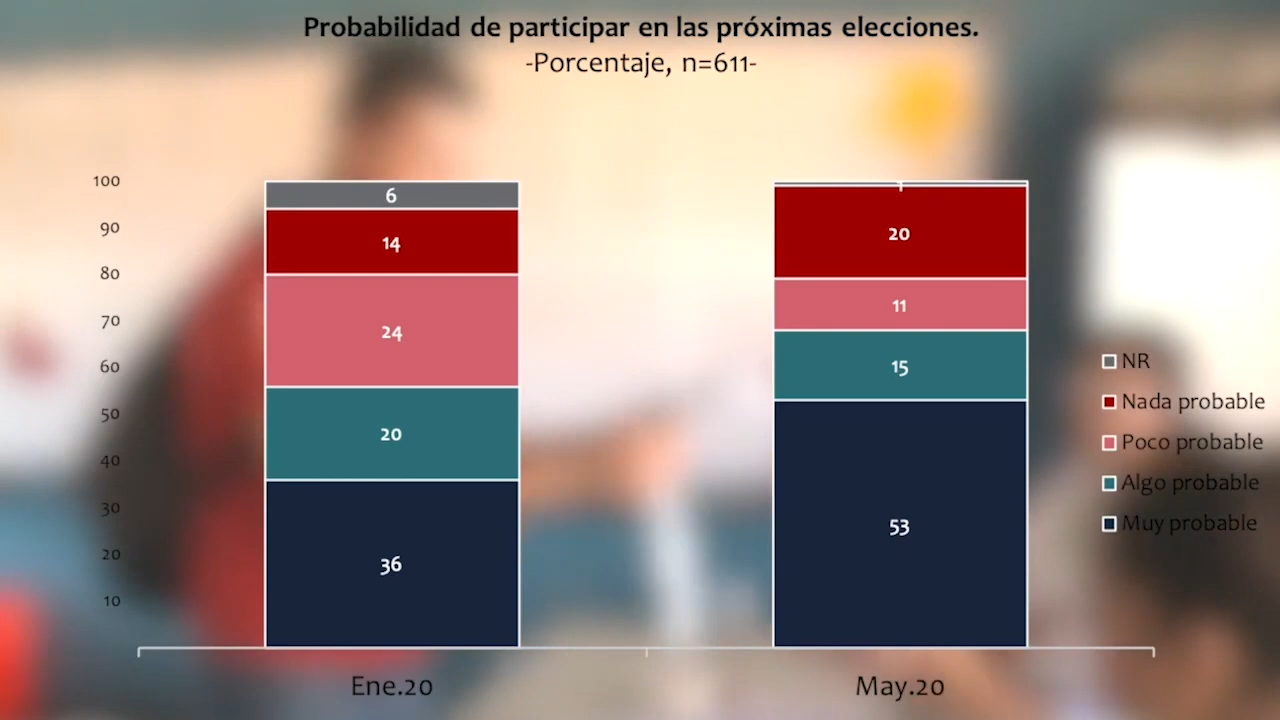 Probabilidad de participar en las próximas elecciones.
-Porcentaje, n=611-
100
90
80
70
60
50
40
30
20
10
6
14
24
20
36
1
20
11
15
53
NR
Nada probable
Poco probable
Algo probable
Muy probable
Ene.20
May.20